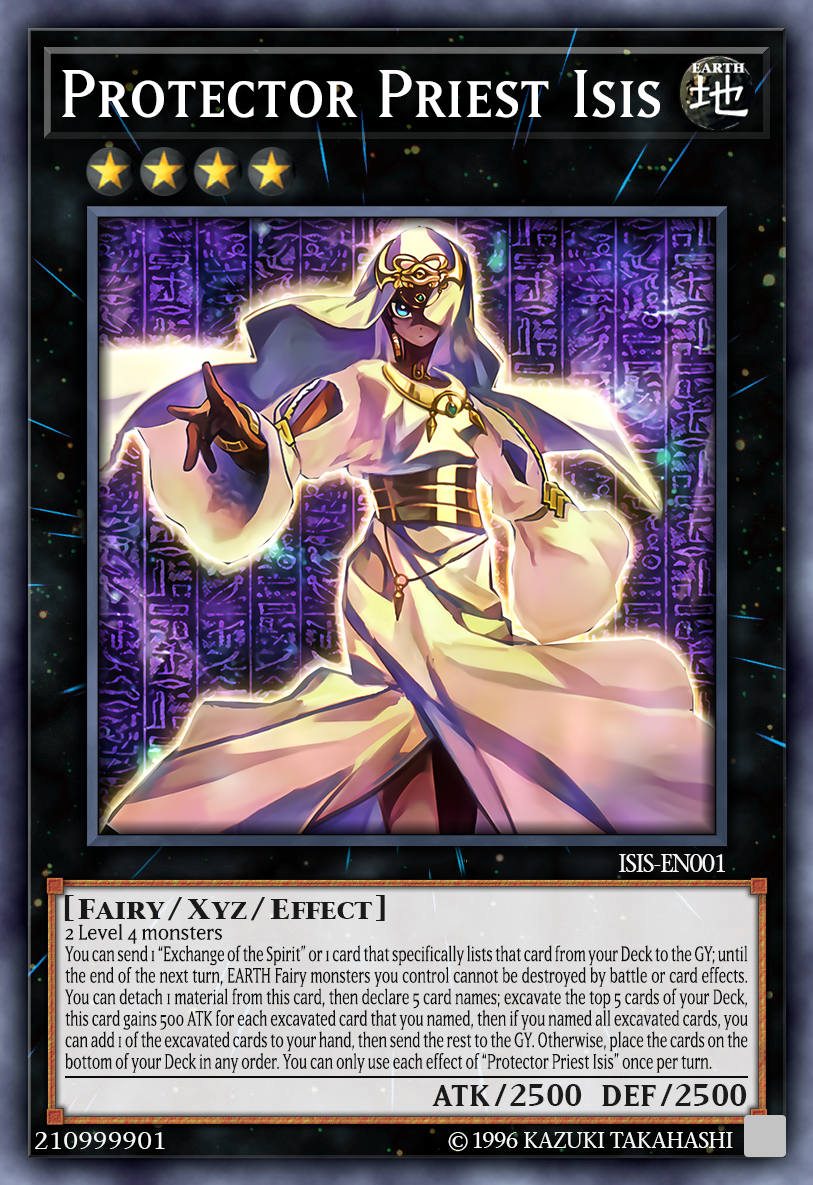 Protector Priest Isis
EARTH
地
ISIS-EN001
[Fairy/Xyz/Effect]
2 Level 4 monsters
You can send 1 “Exchange of the Spirit” or 1 card that specifically lists that card from your Deck to the GY; until
the end of the next turn, EARTH Fairy monsters you control cannot be destroyed by battle or card effects.
You can detach 1 material from this card, then declare 5 card names; excavate the top 5 cards of your Deck,
this card gains 500 ATK for each excavated card that you named, then if you named all excavated cards, you
can add 1 of the excavated cards to your hand, then send the rest to the GY. Otherwise, place the cards on the
bottom of your Deck in any order. You can only use each effect of “Protector Priest Isis” once per turn.
ATK/2500 DEF/2500
210999901 © 1996 KAZUKI TAKAHASHI